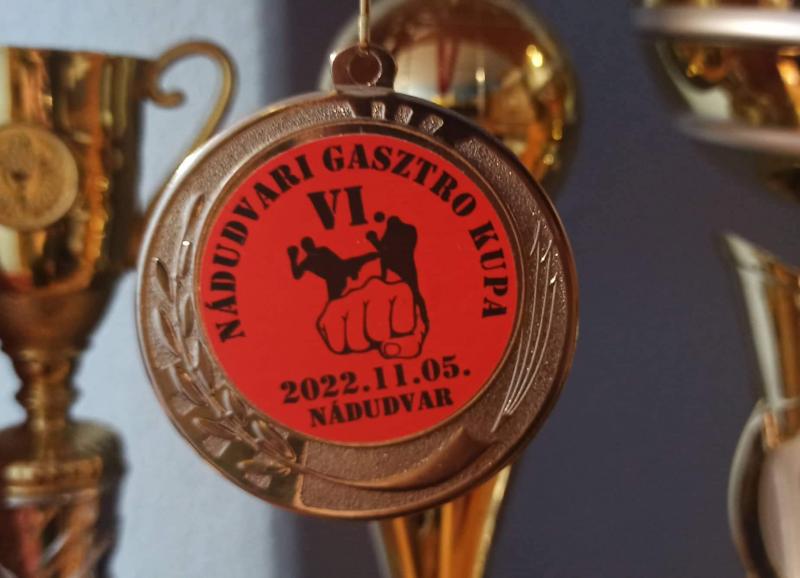 NÁDUDVARI GASZTRO KUPA
VI.
2022.11.05.
NÁDUDVAR